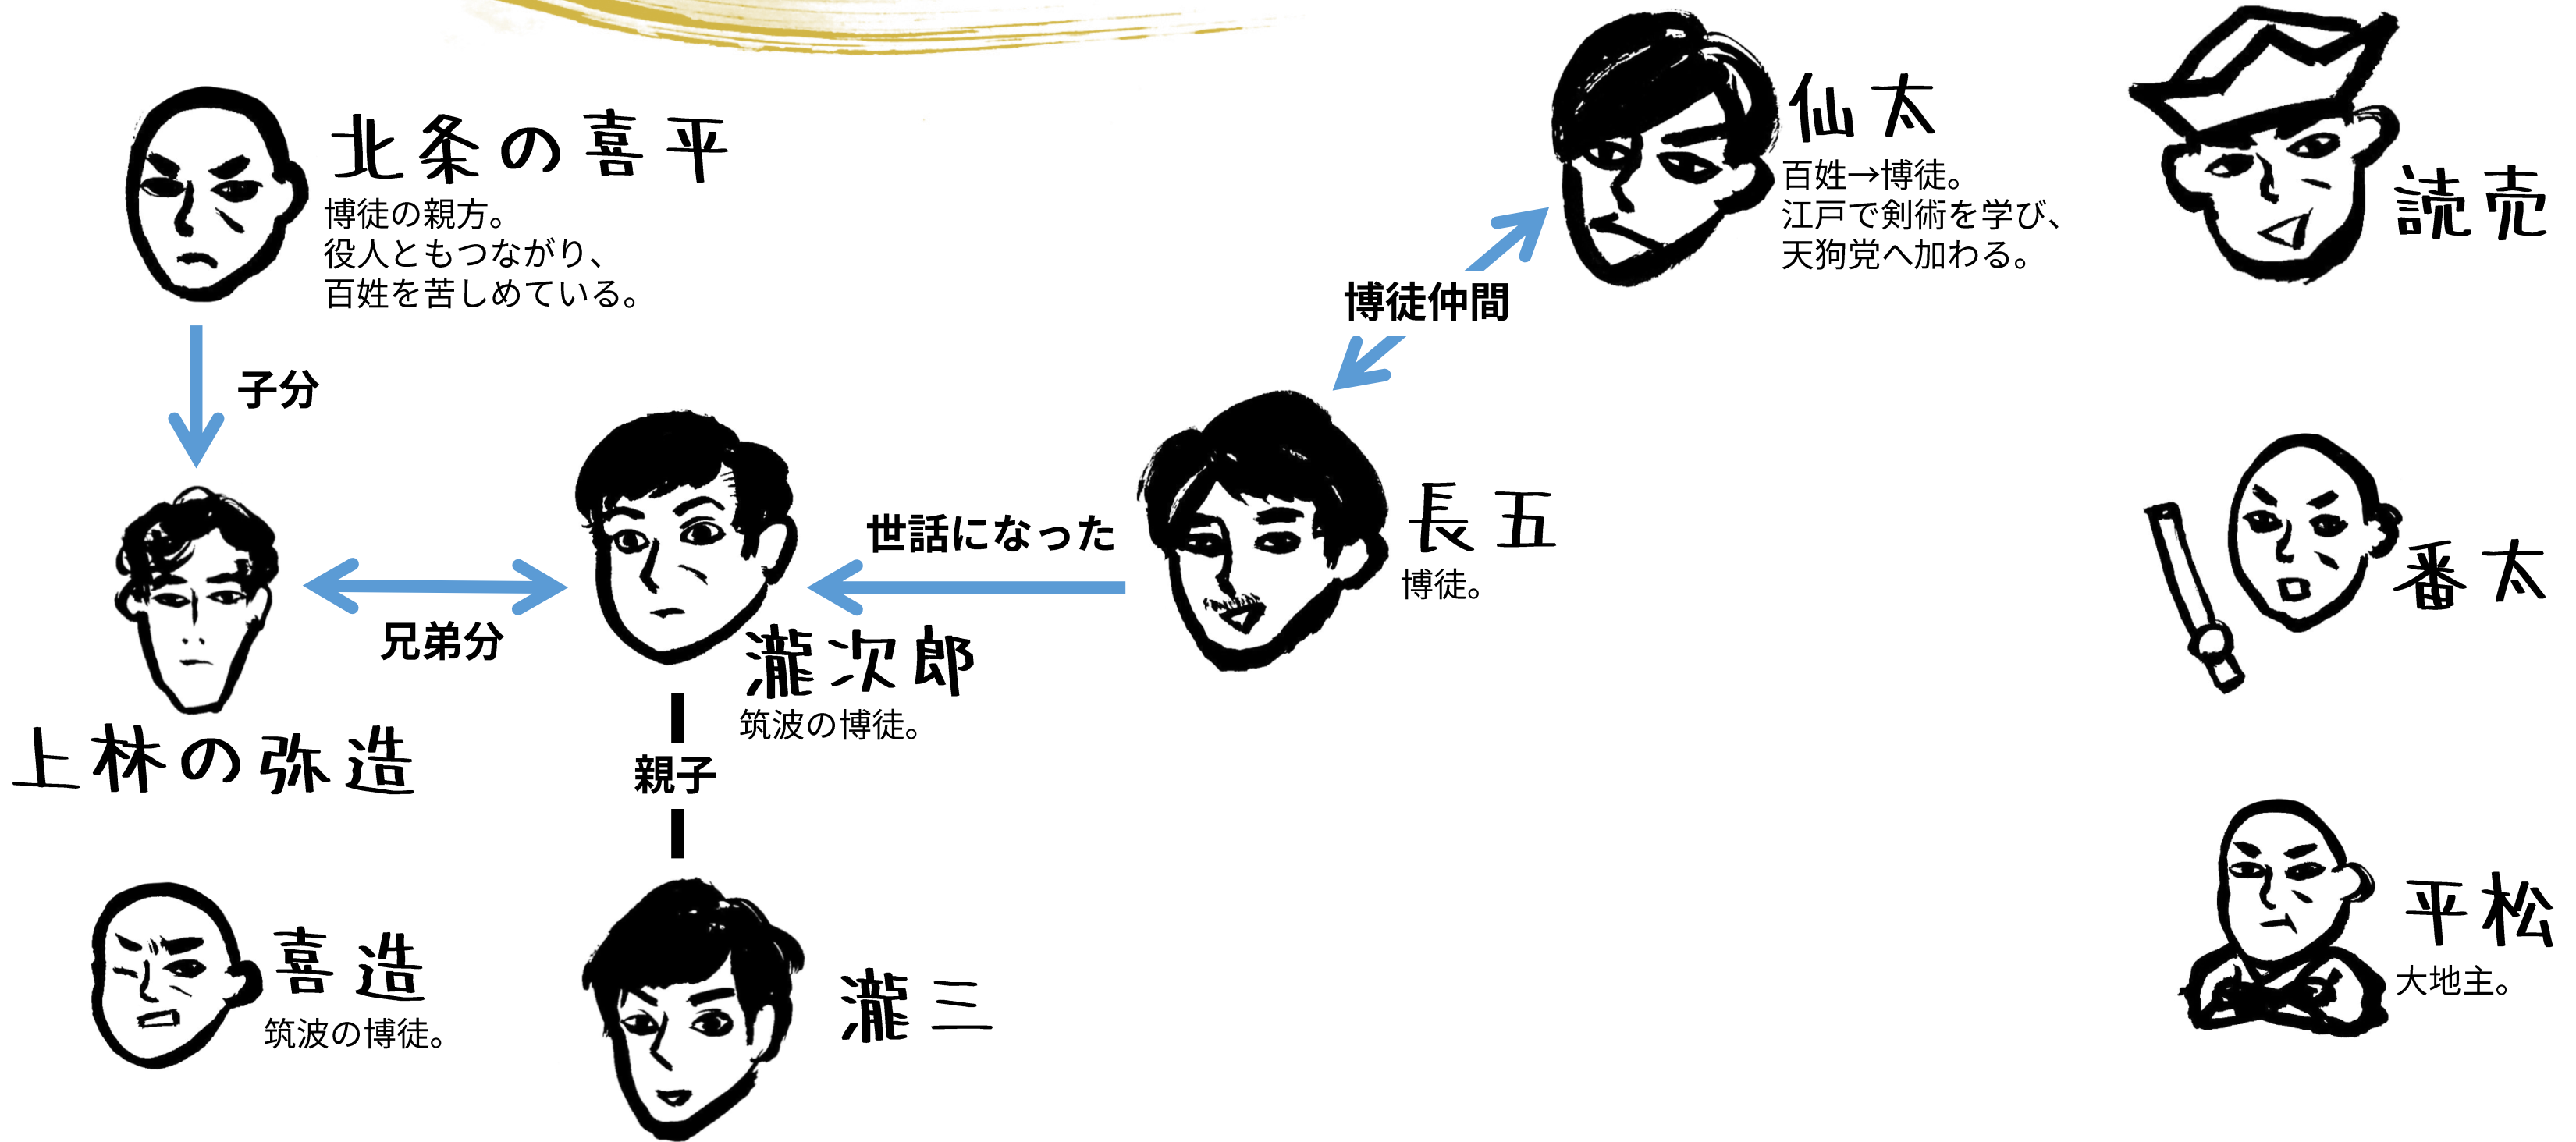 北条の喜平
博徒の親方。
役人ともつながり、
百姓を苦しめている。
仙太
百姓→博徒。
江戸で剣術を学び、
天狗党へ加わる。
読売
博徒仲間
子分
世話になった
長五
博徒。
番太
兄弟分
瀧次郎
筑波の博徒。
上林の弥造
親子
平松
大地主。
喜造
筑波の博徒。
瀧三